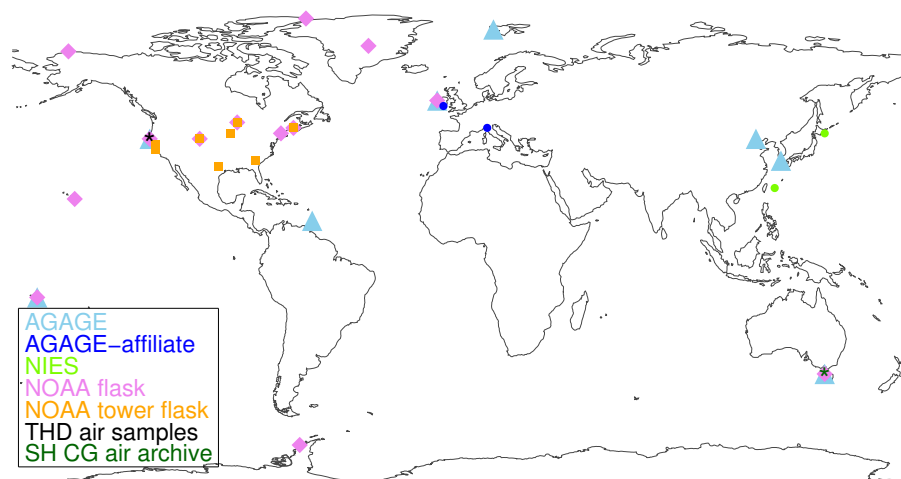 AGAGE
AGAGE−affiliate
NIES
NOAA flask
NOAA tower flask
THD air samples
SH CG air archive